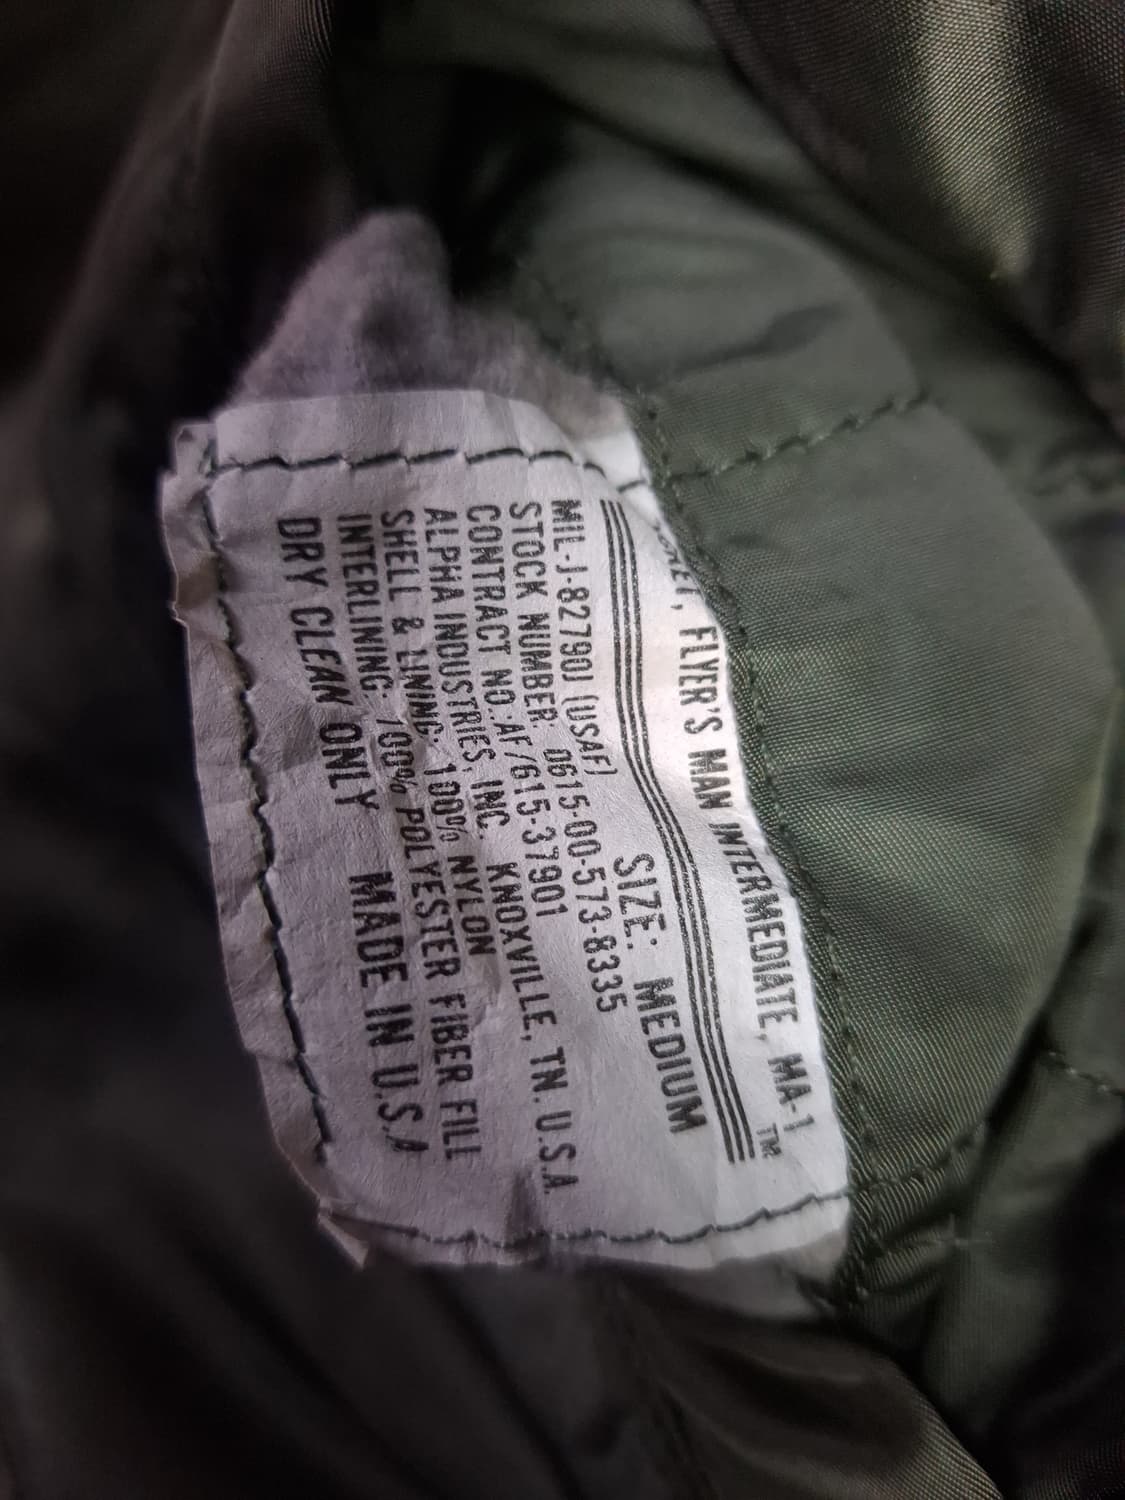 FLYER'S MAN INTERMEDIATE, MA-1 ™
SIZE: MEDIUM
MIL-J-8279OJ (USAF)
STOCK NUMBER: 0615-00-573-8335
CONTRACT NO. AF/615-37901
ALPHA INDUSTRIES, INC. KNOXVILLE, TN. U.S.A.
SHELL & LINING: 100% NYLON
INTERLINING: 100% POLYESTER FIBER FILL
DRY CLEAN ONLY MADE IN U.S.A